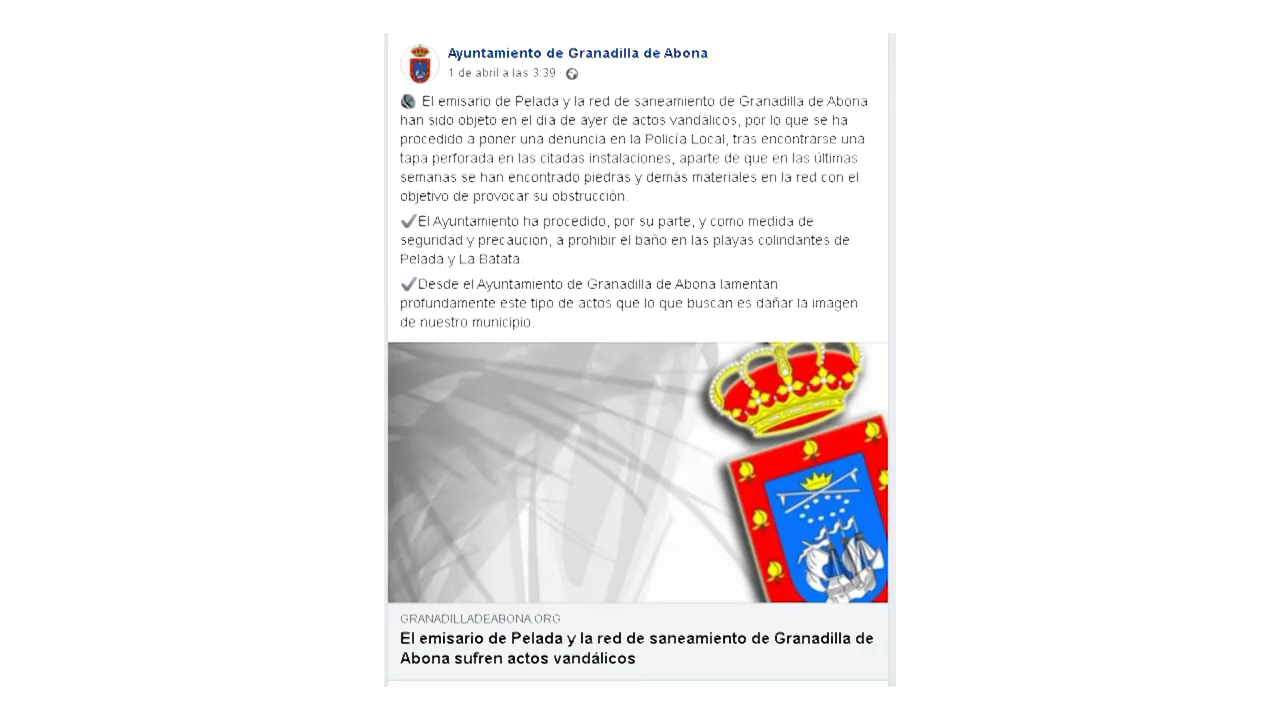 Ayuntamiento de Granadilla de Abona
1 de abril a las 3:39 ·
El emisario de Pelada y la red de saneamiento de Granadilla de Abona
han sido objeto en el día de ayer de actos vandálicos, por lo que se ha
procedido a poner una denuncia en la Policía Local, tras encontrarse una
tapa perforada en las citadas instalaciones, aparte de que en las últimas
semanas se han encontrado piedras y demás materiales en la red con el
objetivo de provocar su obstrucción.
✔El Ayuntamiento ha procedido, por su parte, y como medida de
seguridad y precaución, a prohibir el baño en las playas colindantes de
Pelada y La Batata.
✔Desde el Ayuntamiento de Granadilla de Abona lamentan
profundamente este tipo de actos que lo que buscan es dañar la imagen
de nuestro municipio.
GRANADILLADEABONA.ORG
El emisario de Pelada y la red de saneamiento de Granadilla de
Abona sufren actos vandálicos